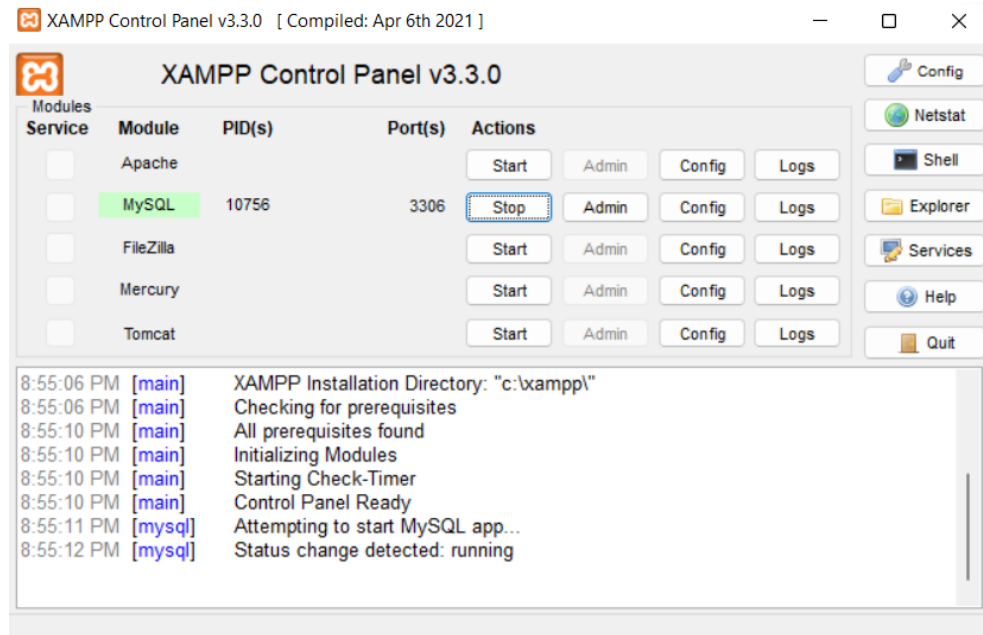 XAMPP Control Panel v3.3.0 [ Compiled: Apr 6th 2021 ]
XAMPP Control Panel v3.3.0
Config
Modules
Service Module PID(s) Port(s) Actions
Netstat
Apache Start Admin Config Logs
Shell
MySQL 10756 3306 Stop Admin Config Logs
Explorer
FileZilla Start Admin Config Logs
Services
Mercury Start Admin Config Logs
Help
Tomcat Start Admin Config Logs
Quit
8:55:06 PM [main] XAMPP Installation Directory: "c:\xampp\"
8:55:06 PM [main] Checking for prerequisites
8:55:10 PM [main] All prerequisites found
8:55:10 PM [main] Initializing Modules
8:55:10 PM [main] Starting Check-Timer
8:55:10 PM [main] Control Panel Ready
8:55:11 PM [mysql] Attempting to start MySQL app...
8:55:12 PM [mysql] Status change detected: running